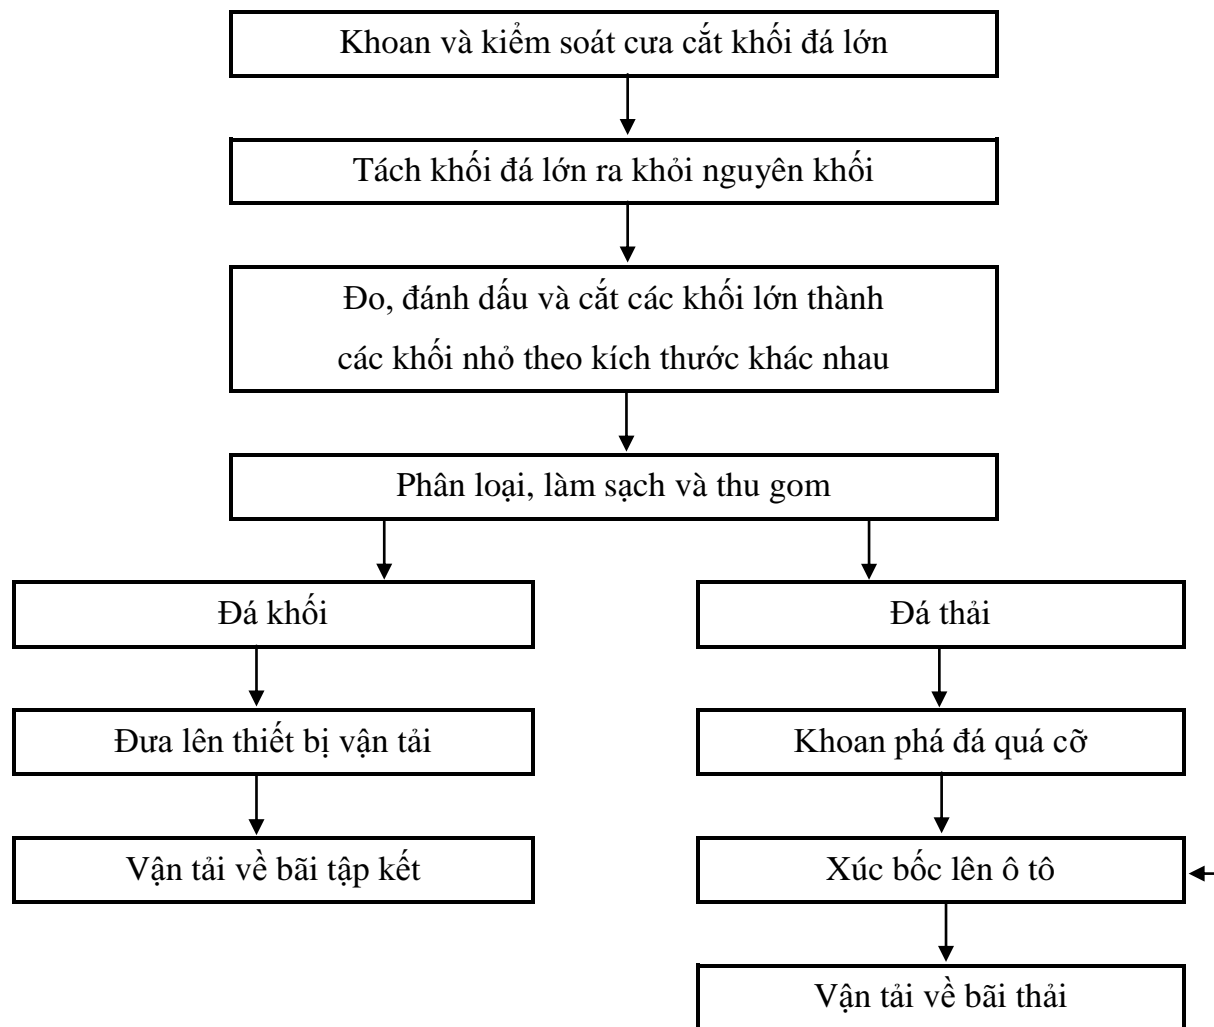 Khoan và kiểm soát cưa cắt khối đá lớn
Tách khối đá lớn ra khỏi nguyên khối
Đo, đánh dấu và cắt các khối lớn thành
các khối nhỏ theo kích thước khác nhau
Phân loại, làm sạch và thu gom
Đá khối
Đá thải
Đưa lên thiết bị vận tải
Khoan phá đá quá cỡ
Vận tải về bãi tập kết
Xúc bốc lên ô tô
Vận tải về bãi thải